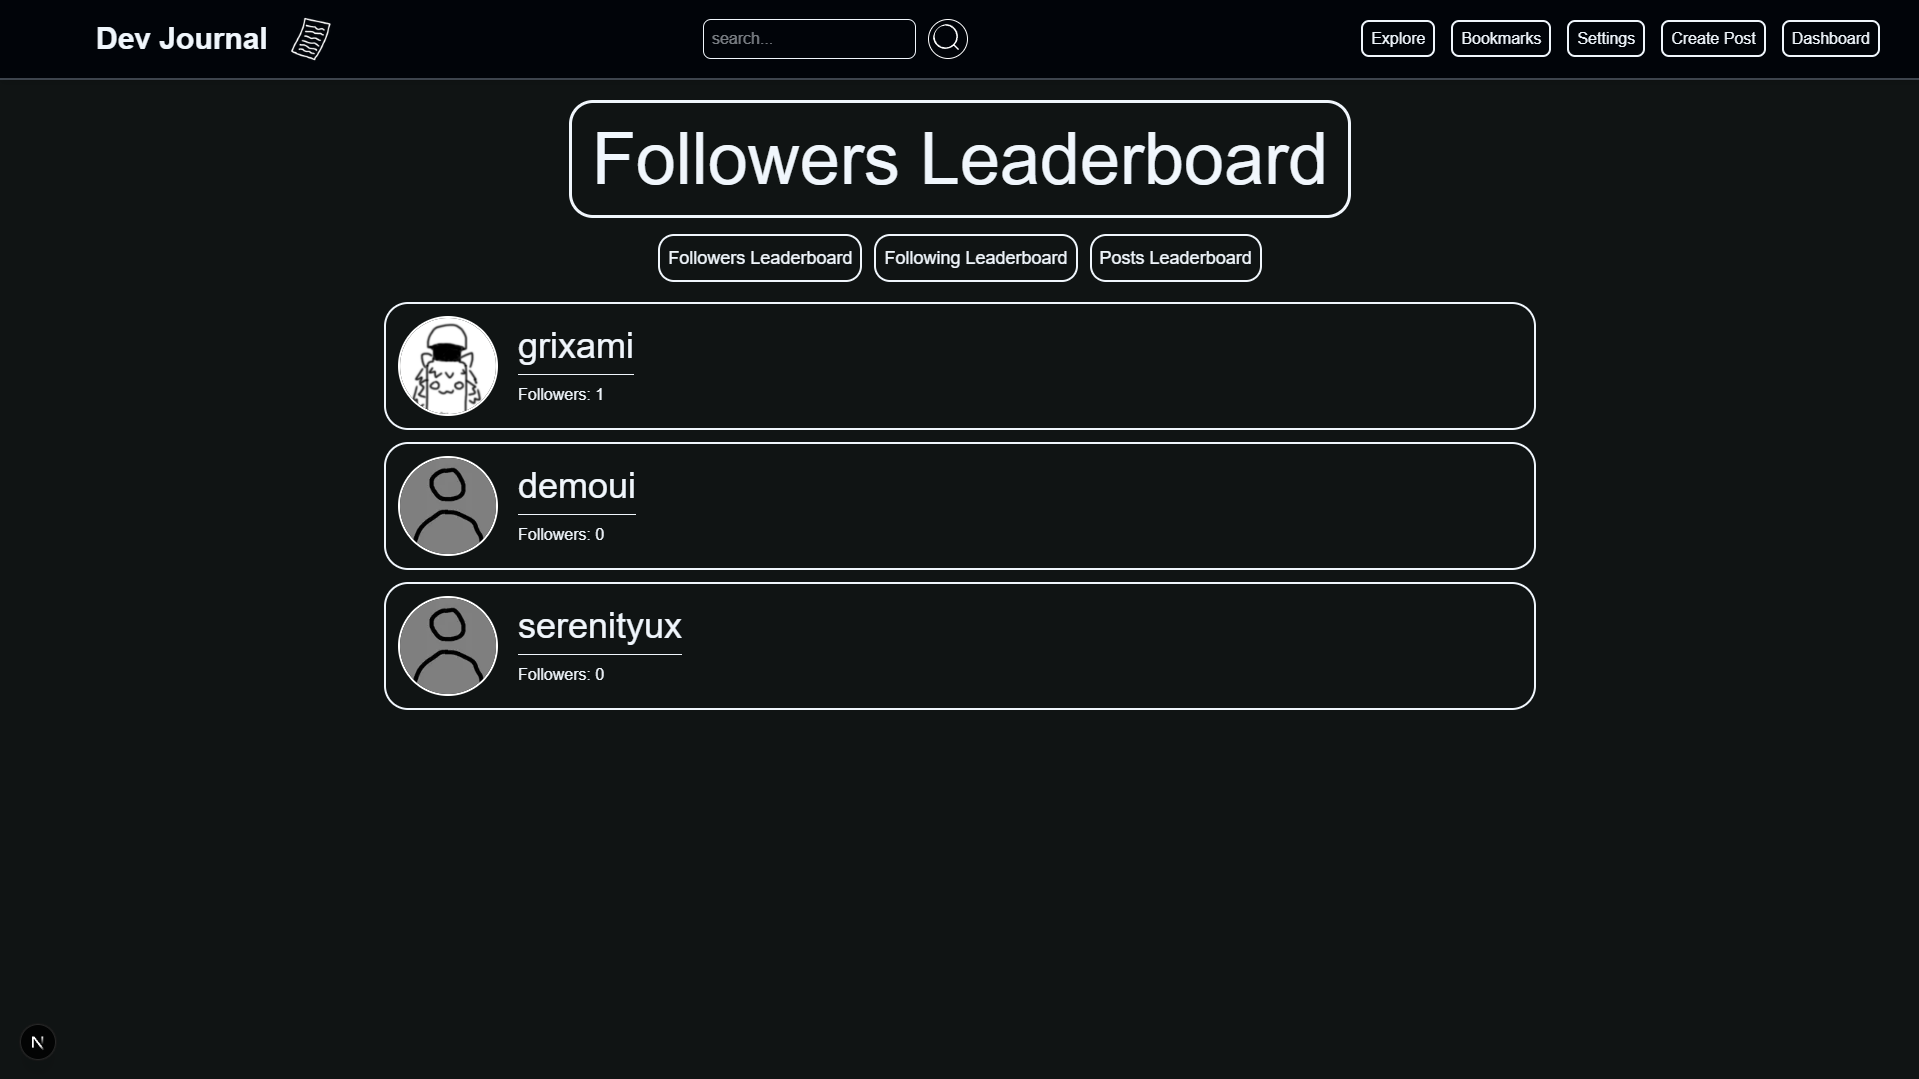 Dev Journal
search...
Explore
Bookmarks
Settings
Create Post
Dashboard
Followers Leaderboard
Followers Leaderboard
Following Leaderboard
Posts Leaderboard
grixami
Followers: 1
demoui
Followers: 0
serenityux
Followers: 0
N